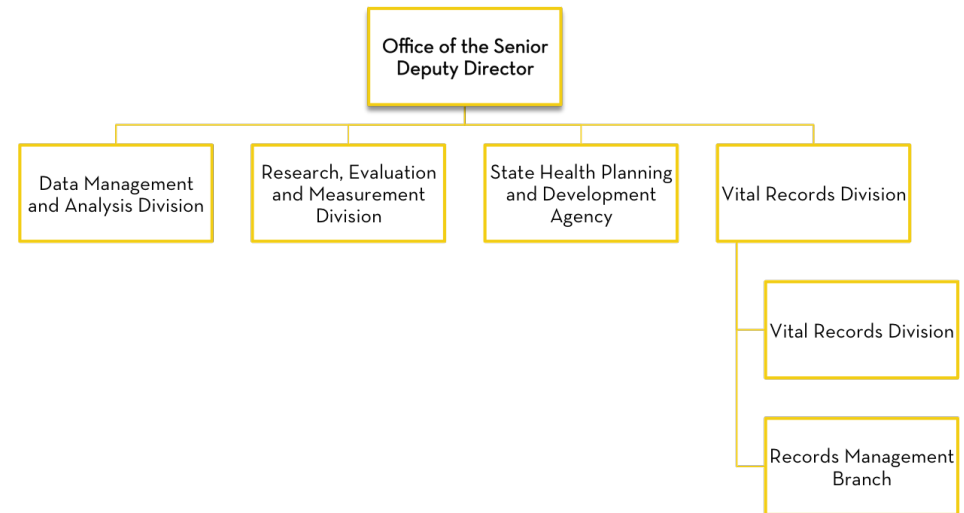 Office of the Senior
Deputy Director
Data Management
and Analysis Division
Research, Evaluation
and Measurement
Division
State Health Planning
and Development
Agency
Vital Records Division
Vital Records Division
Records Management
Branch